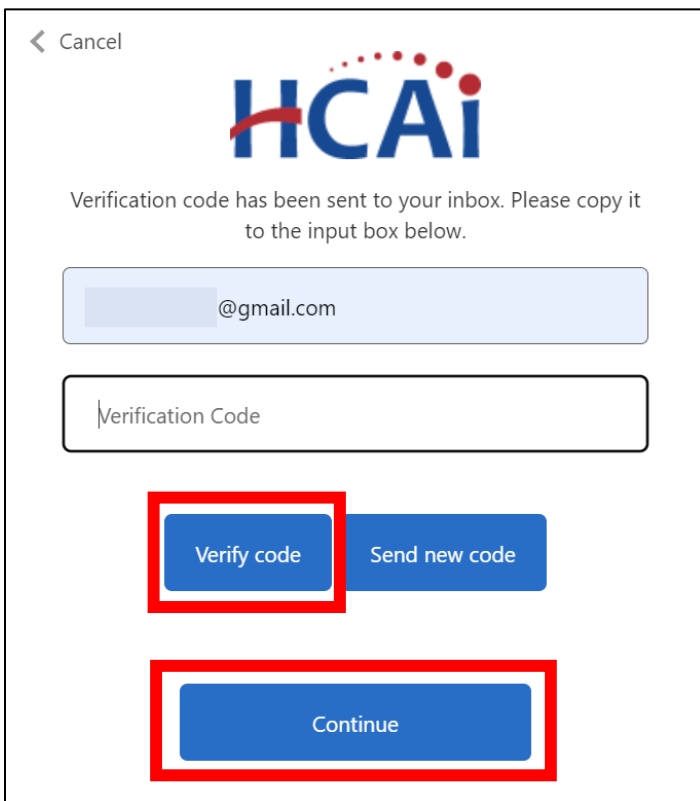 Cancel
HCAi
Verification code has been sent to your inbox. Please copy it
to the input box below.
@gmail.com
Verification Code
Verify code Send new code
Continue